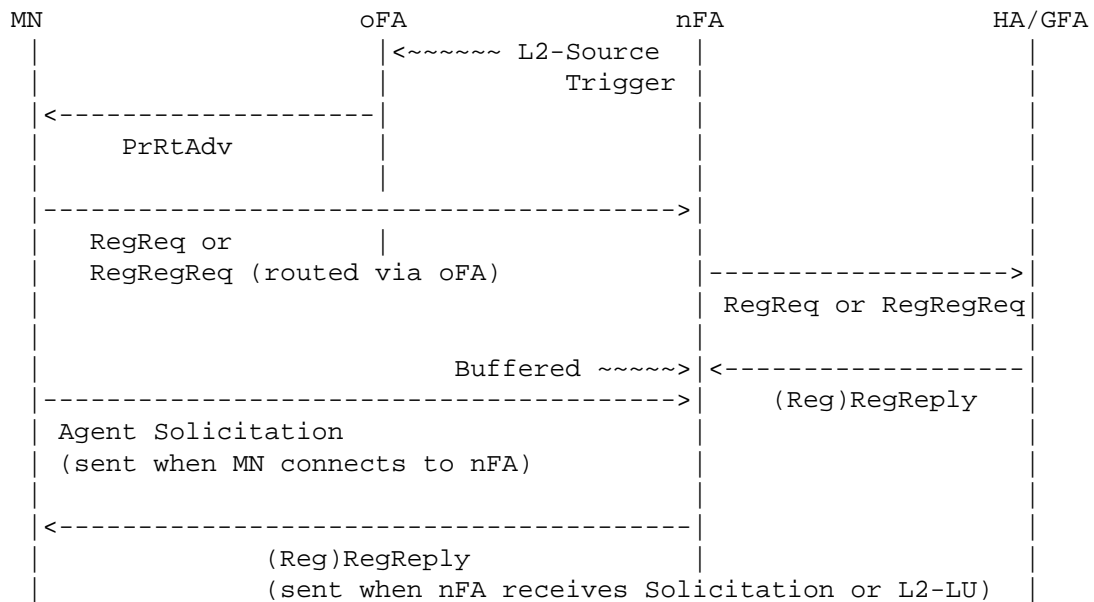 MN oFA nFA HA/GFA
|<~~~~~~ L2-Source
Trigger
|<--------------------|
PrRtAdv
|---------------------------------------->|
RegReq or
RegRegReq (routed via oFA) |------------------->|
RegReq or RegRegReq
Buffered ~~~~~>|<-------------------|
|---------------------------------------->| (Reg)RegReply
Agent Solicitation
(sent when MN connects to nFA)
|<----------------------------------------|
(Reg)RegReply
(sent when nFA receives Solicitation or L2-LU)